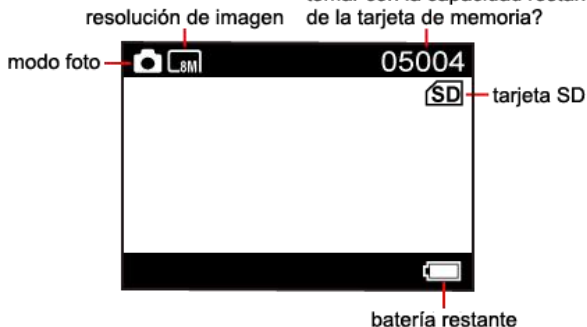 resolución de imagen
de la tarjeta de memoria?
modo foto
8M
05004
SD
tarjeta SD
batería restante